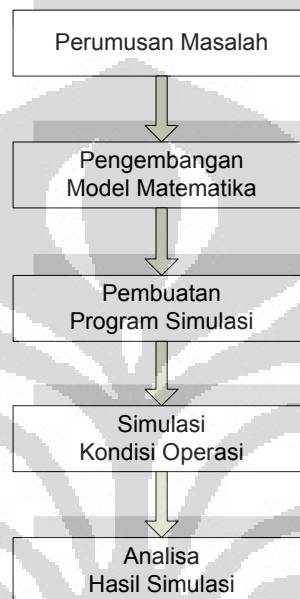 Perumusan Masalah
Pengembangan
Model Matematika
Pembuatan
Program Simulasi
Simulasi
Kondisi Operasi
Analisa
Hasil Simulasi